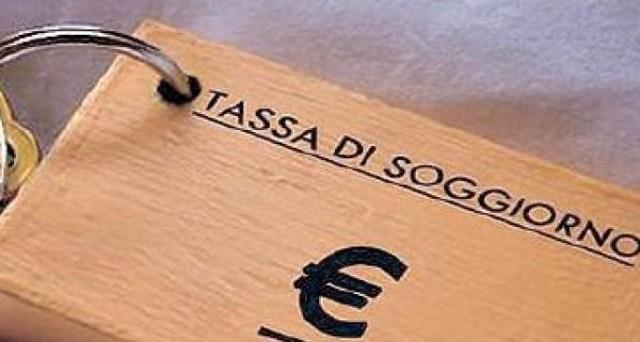 TASSA DI SOGGIORNO
€